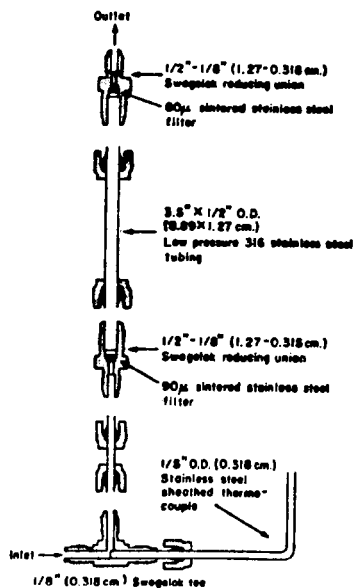 Outlet
1/2"-1/8" (1.27-0.318 cm.)
Swagelok reducing union
90μ sintered stainless steel
filter
3.5" × 1/2" O.D.
(8.89×1.27 cm.)
Low pressure 316 stainless steel
tubing
1/2"-1/8" (1.27-0.318 cm.)
Swagelok reducing union
90μ sintered stainless steel
filter
1/8" O.D. (0.318 cm.)
Stainless steel
sheathed thermo-
couple
Inlet
1/8" (0.318 cm) Swagelok tee